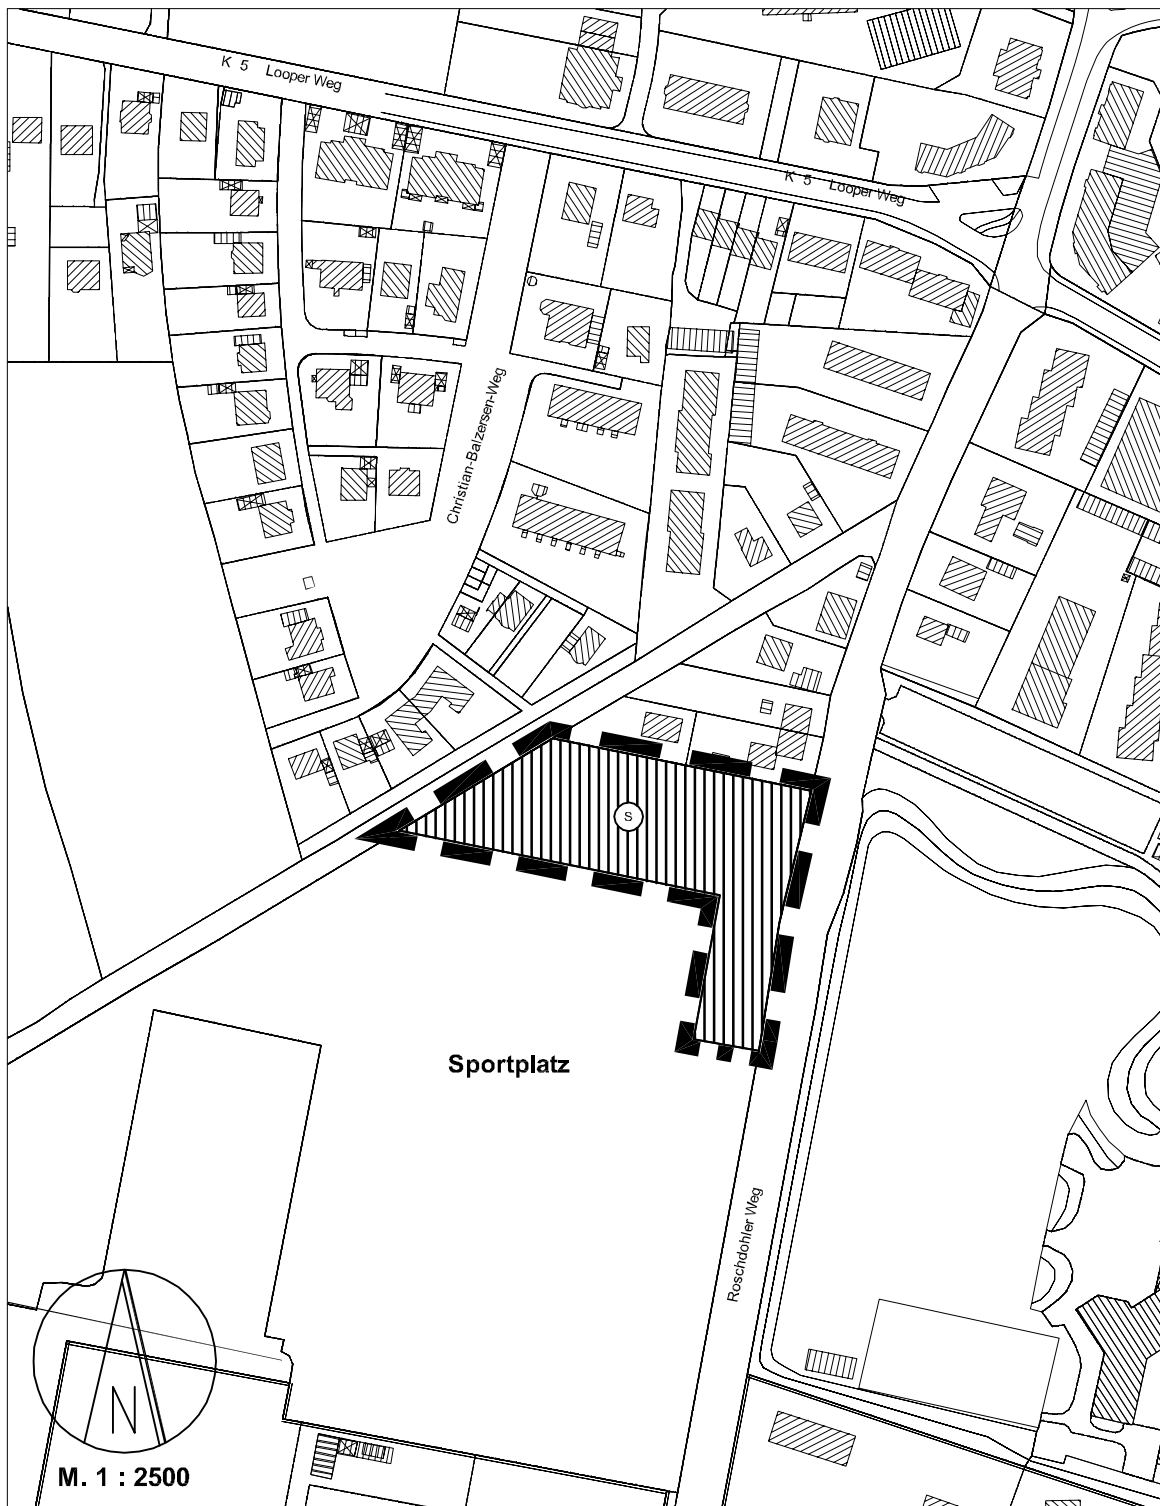 K 5 Looper Weg
K 5 Looper Weg
Christian-Balzersen-Weg
S
Sportplatz
Roschdohler Weg
N
M. 1 : 2500